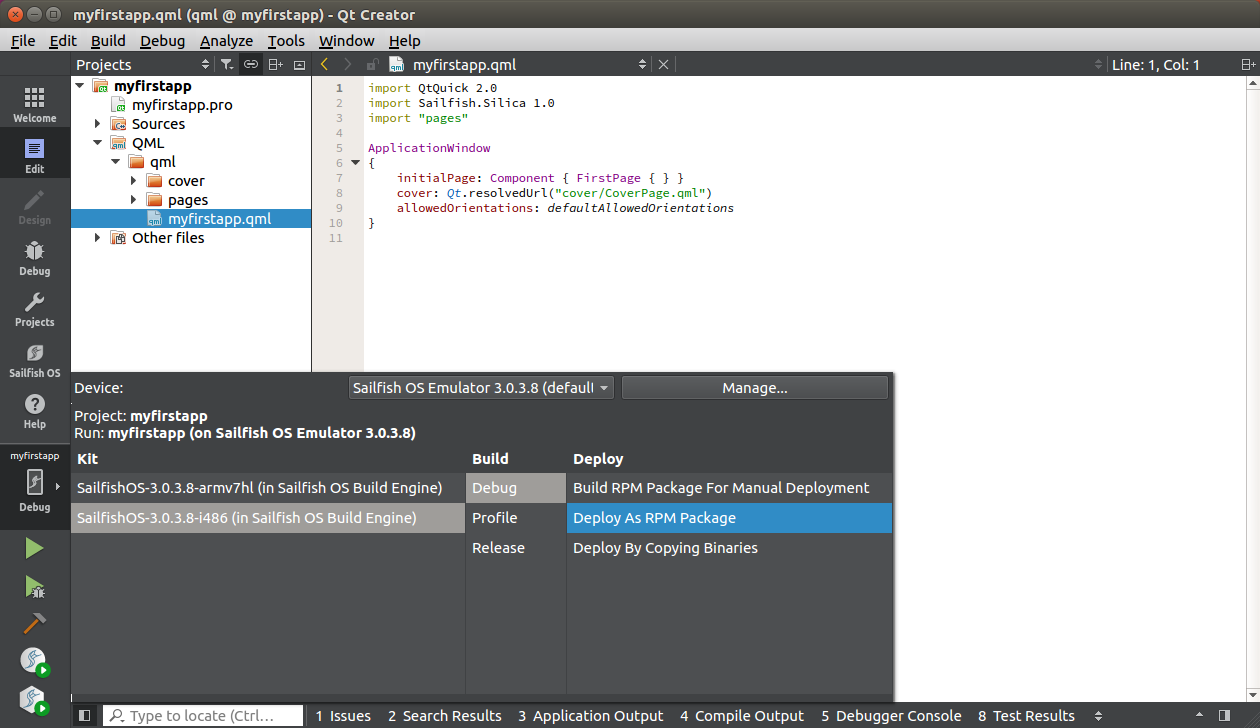 myfirstapp.qml (qml @ myfirstapp) - Qt Creator
File Edit Build Debug Analyze Tools Window Help
Projects
myfirstapp.qml
Line: 1, Col: 1
Welcome
Edit
Design
Debug
Projects
Sailfish OS
Help
myfirstapp
Debug
myfirstapp
myfirstapp.pro
Sources
QML
qml
cover
pages
myfirstapp.qml
Other files
1 import QtQuick 2.0
2 import Sailfish.Silica 1.0
3 import "pages"
4
5 ApplicationWindow
6 {
7 initialPage: Component { FirstPage { } }
8 cover: Qt.resolvedUrl("cover/CoverPage.qml")
9 allowedOrientations: defaultAllowedOrientations
10 }
11
Device: Sailfish OS Emulator 3.0.3.8 (default Manage...
Project: myfirstapp
Run: myfirstapp (on Sailfish OS Emulator 3.0.3.8)
Kit Build Deploy
SailfishOS-3.0.3.8-armv7hl (in Sailfish OS Build Engine) Debug Build RPM Package For Manual Deployment
SailfishOS-3.0.3.8-i486 (in Sailfish OS Build Engine) Profile Deploy As RPM Package
Release Deploy By Copying Binaries
Type to locate (Ctrl... 1 Issues 2 Search Results 3 Application Output 4 Compile Output 5 Debugger Console 8 Test Results